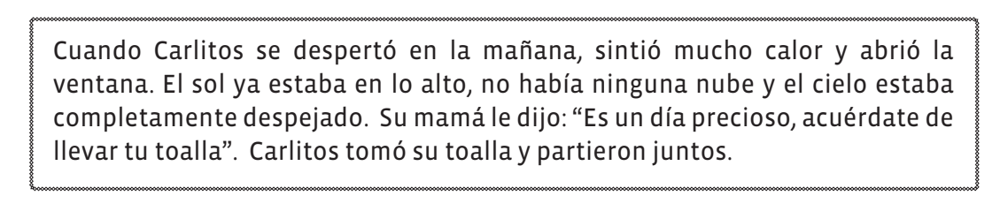 Cuando Carlitos se despertó en la mañana, sintió mucho calor y abrió la
ventana. El sol ya estaba en lo alto, no había ninguna nube y el cielo estaba
completamente despejado.  Su mamá le dijo: “Es un día precioso, acuérdate de
llevar tu toalla”.  Carlitos tomó su toalla y partieron juntos.